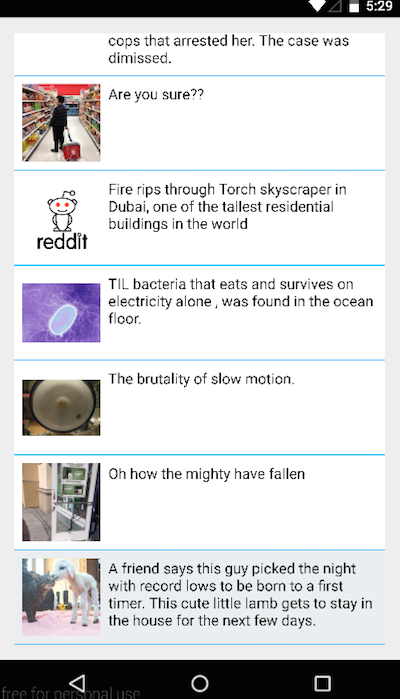 5:29
cops that arrested her. The case was
dimissed.
Are you sure??
Fire rips through Torch skyscraper in
Dubai, one of the tallest residential
buildings in the world
reddit
TIL bacteria that eats and survives on
electricity alone , was found in the ocean
floor.
The brutality of slow motion.
Oh how the mighty have fallen
A friend says this guy picked the night
with record lows to be born to a first
timer. This cute little lamb gets to stay in
the house for the next few days.
free for personal use